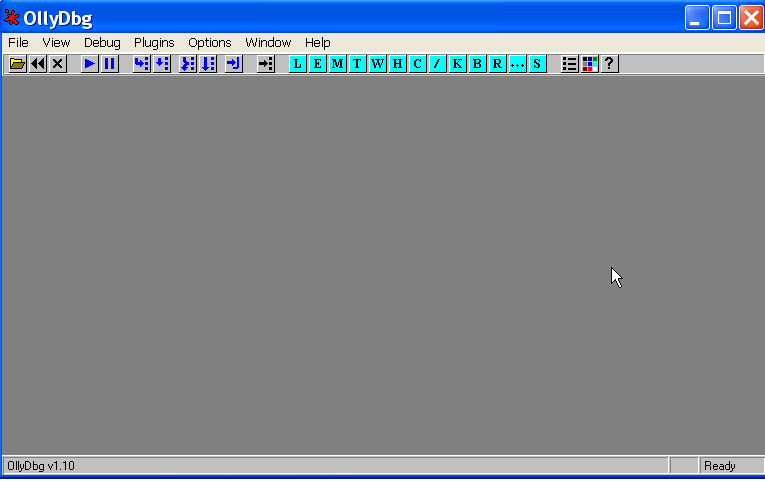 OllyDbg
File View Debug Plugins Options Window Help
L E M T W H C / K B R ... S ?
OllyDbg v1.10 Ready